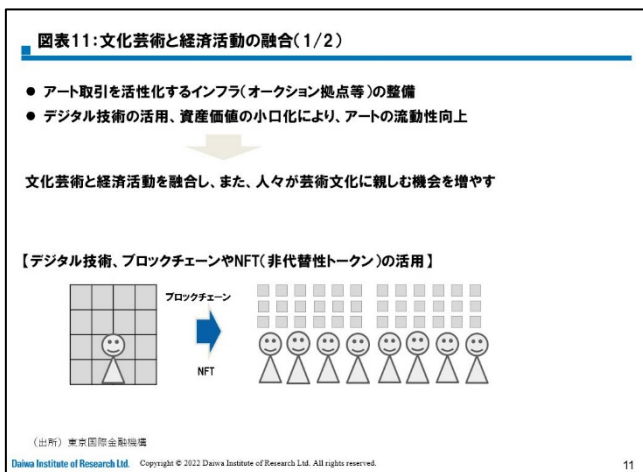 図表11:文化芸術と経済活動の融合(1/2)
● アート取引を活性化するインフラ(オークション拠点等)の整備
● デジタル技術の活用、資産価値の小口化により、アートの流動性向上
文化芸術と経済活動を融合し、また、人々が芸術文化に親しむ機会を増やす
【デジタル技術、ブロックチェーンやNFT(非代替性トークン)の活用】
ブロックチェーン
NFT
(出所) 東京国際金融機構
Daiwa Institute of Research Ltd. Copyright © 2022 Daiwa Institute of Research Ltd. All rights reserved.
11